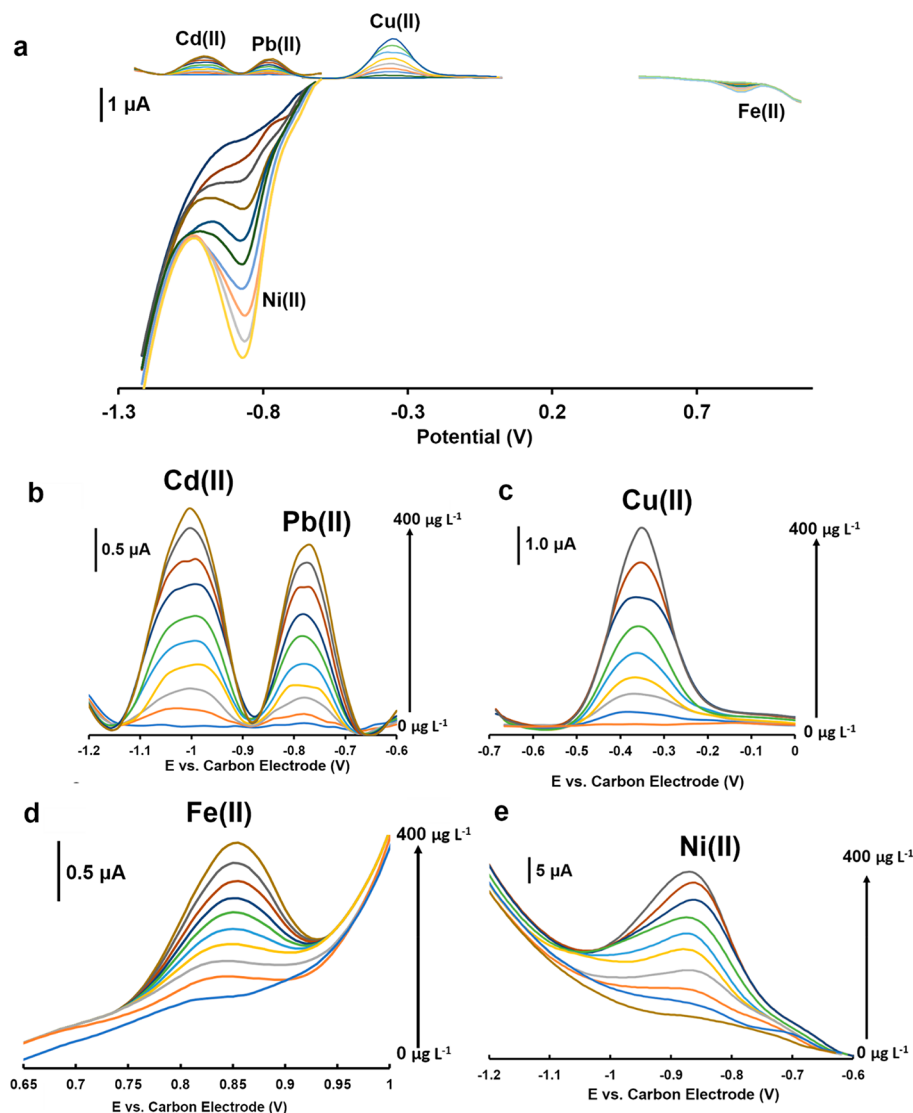 a
Cd(II) Pb(II) Cu(II)
1 µA
Fe(II)
Ni(II)
-1.3 -0.8 -0.3 0.2 0.7
Potential (V)
b
Cd(II)
Pb(II)
0.5 µA
400 µg L-1
0 µg L-1
-1.2 -1.1 -1 -0.9 -0.8 -0.7 -0.6
E vs. Carbon Electrode (V)
c
Cu(II)
1.0 µA
400 µg L-1
0 µg L-1
-0.7 -0.6 -0.5 -0.4 -0.3 -0.2 -0.1 0
E vs. Carbon Electrode (V)
d
Fe(II)
0.5 µA
400 µg L-1
0 µg L-1
0.65 0.7 0.75 0.8 0.85 0.9 0.95 1
E vs. Carbon Electrode (V)
e
Ni(II)
5 µA
400 µg L-1
0 µg L-1
-1.2 -1.1 -1 -0.9 -0.8 -0.7 -0.6
E vs. Carbon Electrode (V)